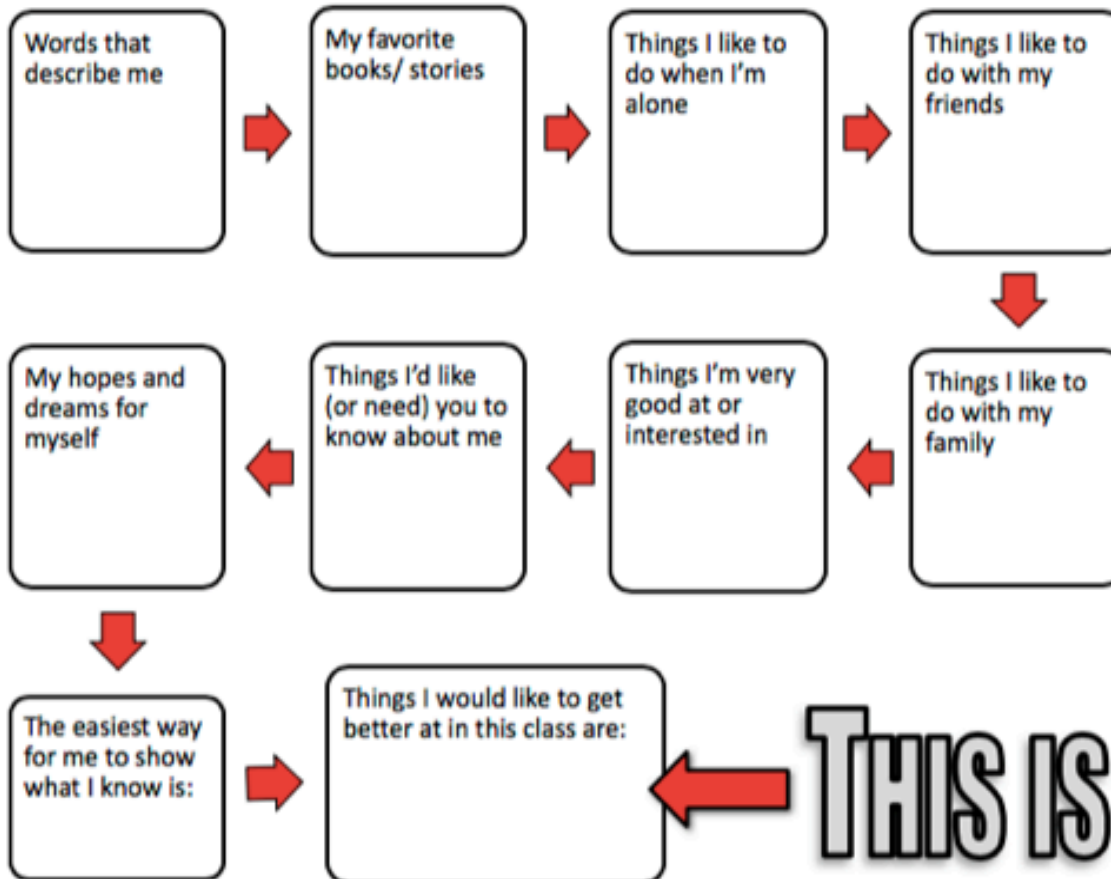 Words that
describe me
My favorite
books/ stories
Things I like to
do when I'm
alone
Things I like to
do with my
friends
Things I like to
do with my
family
Things I'm very
good at or
interested in
Things I'd like
(or need) you to
know about me
My hopes and
dreams for
myself
The easiest way
for me to show
what I know is:
Things I would like to get
better at in this class are:
THIS IS